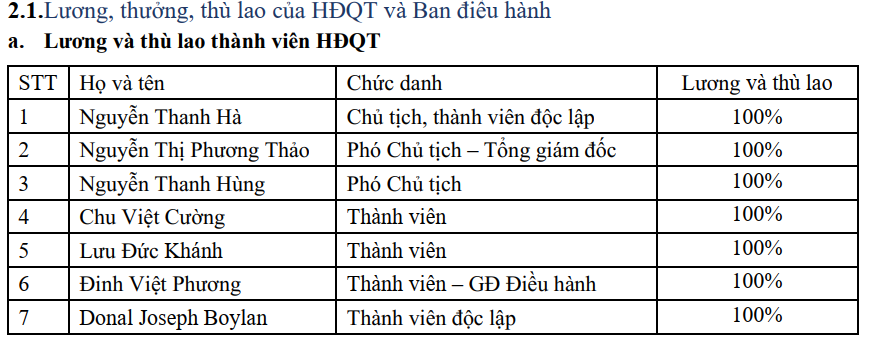 2.1.Lương, thưởng, thù lao của HĐQT và Ban điều hành
a. Lương và thù lao thành viên HĐQT
STT Họ và tên Chức danh Lương và thù lao
1 Nguyễn Thanh Hà Chủ tịch, thành viên độc lập 100%
2 Nguyễn Thị Phương Thảo Phó Chủ tịch – Tổng giám đốc 100%
3 Nguyễn Thanh Hùng Phó Chủ tịch 100%
4 Chu Việt Cường Thành viên 100%
5 Lưu Đức Khánh Thành viên 100%
6 Đinh Việt Phương Thành viên – GĐ Điều hành 100%
7 Donal Joseph Boylan Thành viên độc lập 100%